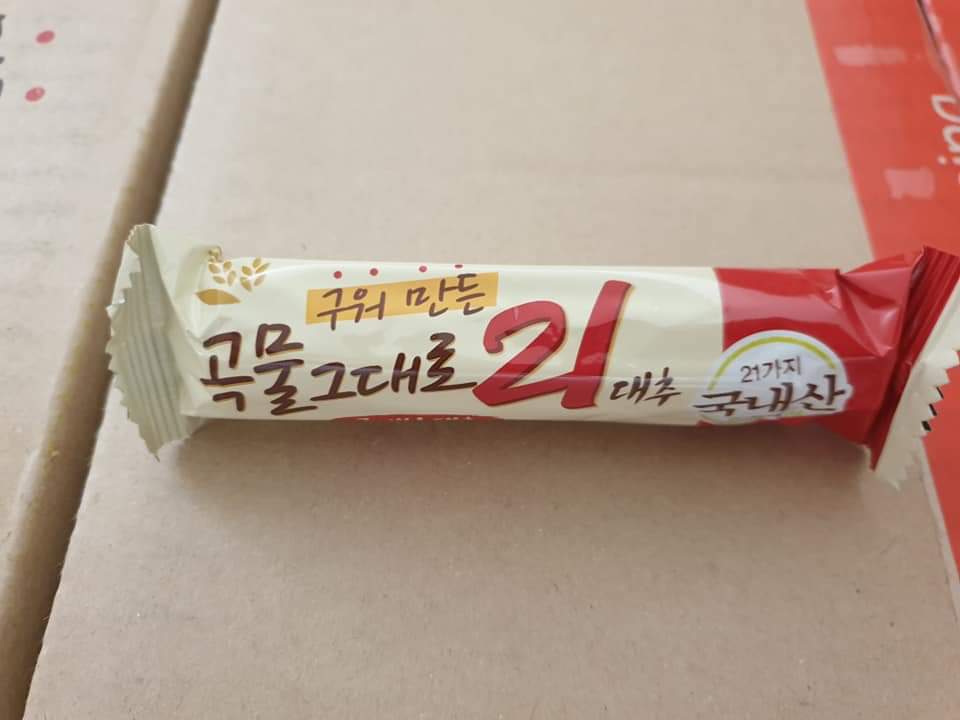 구워 만든
곡물그대로 21 대추
21가지
국내산